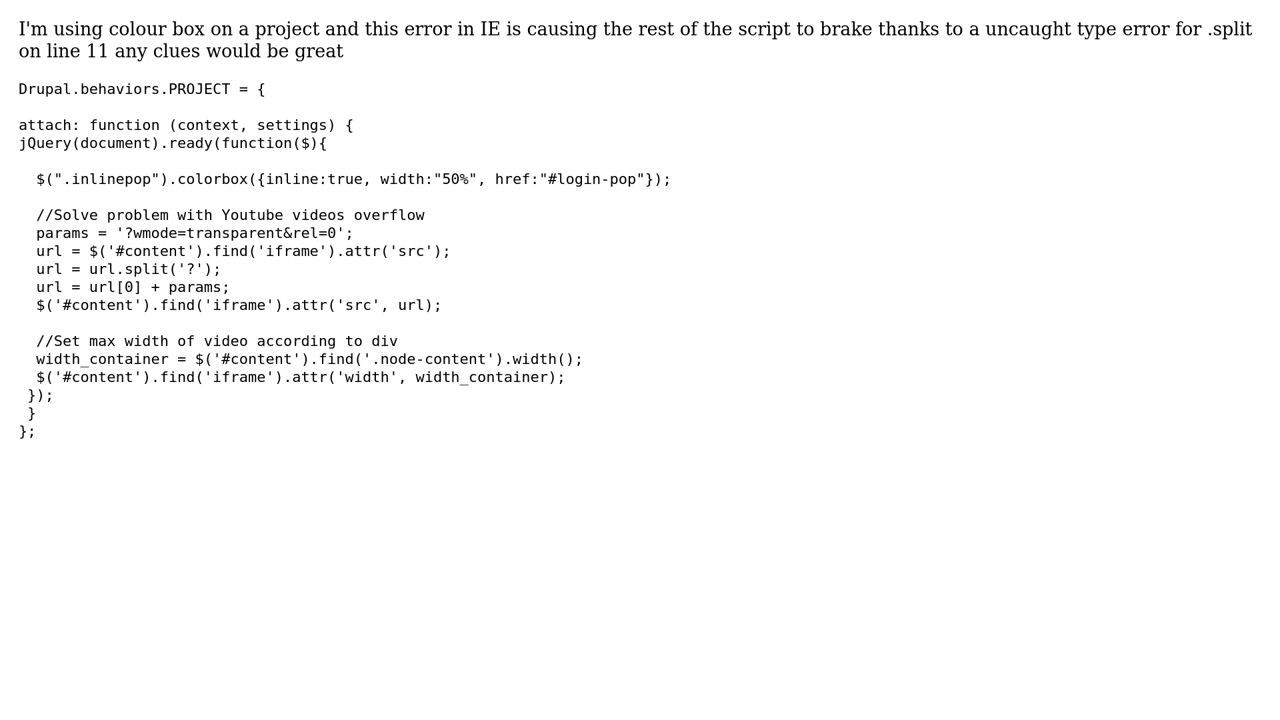 I'm using colour box on a project and this error in IE is causing the rest of the script to brake thanks to a uncaught type error for .split
on line 11 any clues would be great
Drupal.behaviors.PROJECT = {
attach: function (context, settings) {
jQuery(document).ready(function($){
$(".inlinepop").colorbox({inline:true, width:"50%", href:"#login-pop"});
//Solve problem with Youtube videos overflow
params = '?wmode=transparent&rel=0';
url = $('#content').find('iframe').attr('src');
url = url.split('?');
url = url[0] + params;
$('#content').find('iframe').attr('src', url);
//Set max width of video according to div
width_container = $('#content').find('.node-content').width();
$('#content').find('iframe').attr('width', width_container);
});
}
};